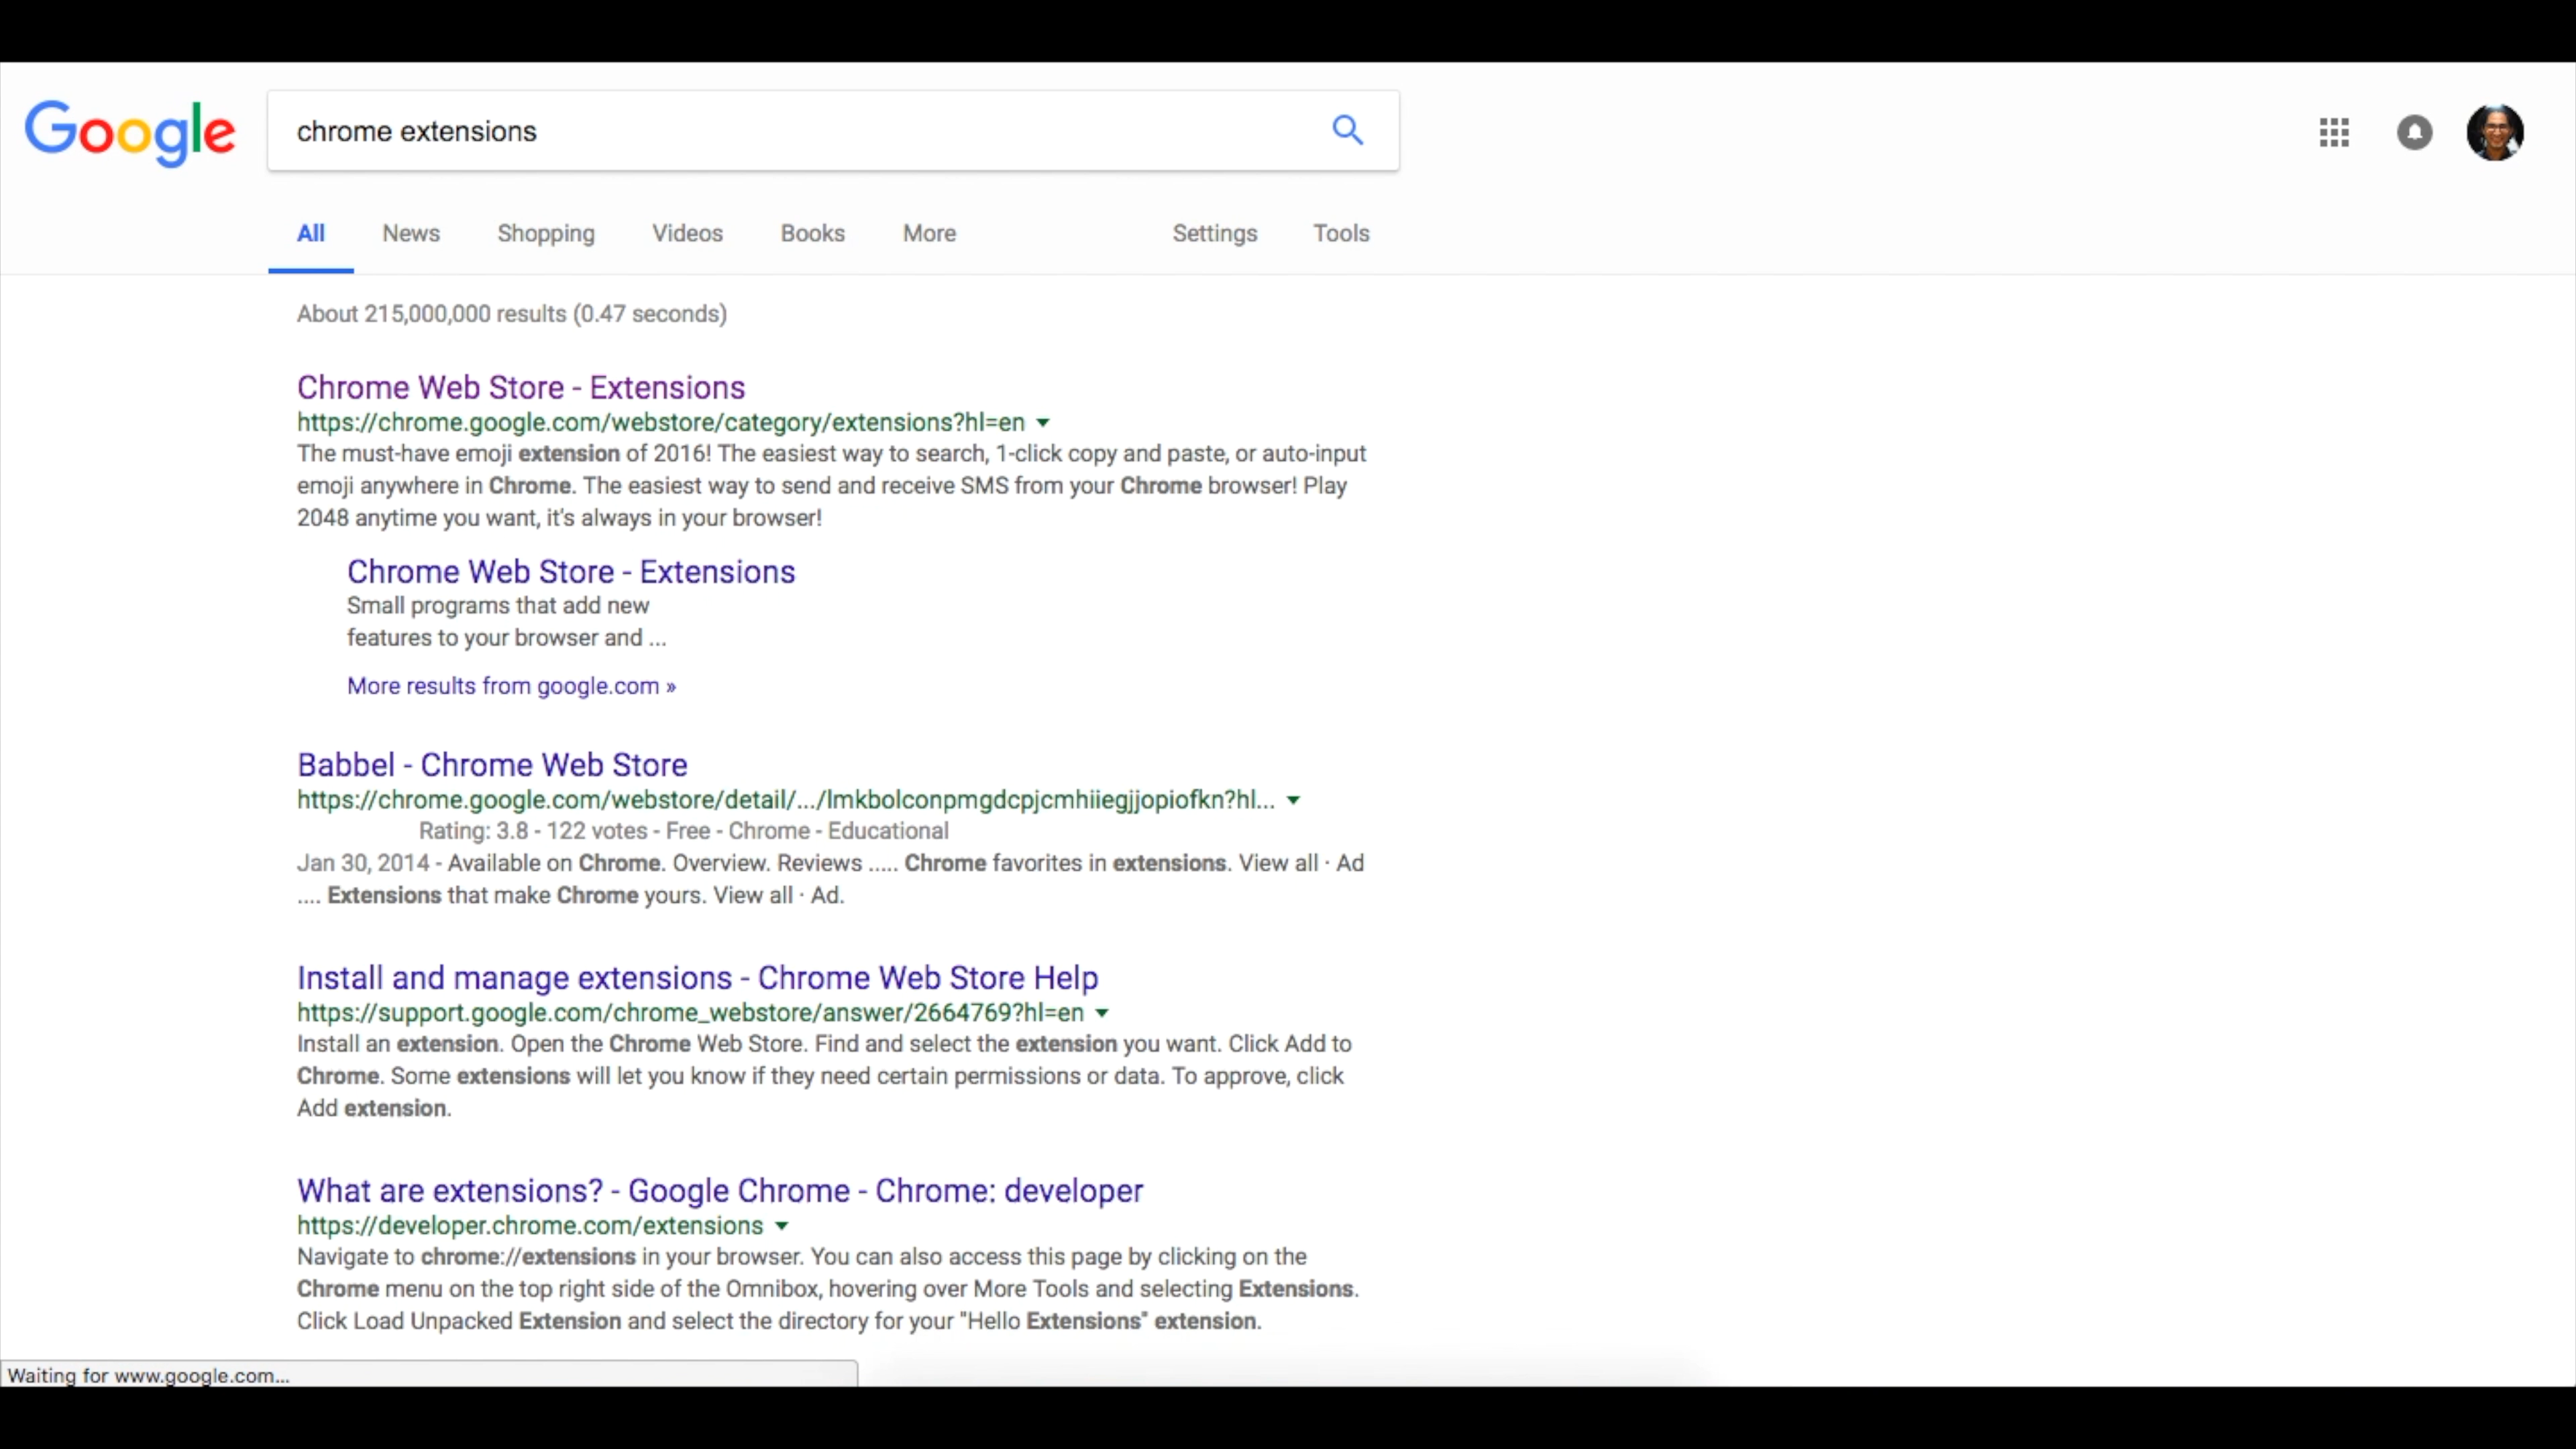 Google
chrome extensions
All News Shopping Videos Books More Settings Tools
About 215,000,000 results (0.47 seconds)
Chrome Web Store - Extensions
https://chrome.google.com/webstore/category/extensions?hl=en
The must-have emoji extension of 2016! The easiest way to search, 1-click copy and paste, or auto-input
emoji anywhere in Chrome. The easiest way to send and receive SMS from your Chrome browser! Play
2048 anytime you want, it's always in your browser!
Chrome Web Store - Extensions
Small programs that add new
features to your browser and ...
More results from google.com »
Babbel - Chrome Web Store
https://chrome.google.com/webstore/detail/.../lmkbolconpmgdcpjcmhiiegjjopiofkn?hl...
Rating: 3.8 - 122 votes - Free - Chrome - Educational
Jan 30, 2014 - Available on Chrome. Overview. Reviews ..... Chrome favorites in extensions. View all · Ad
.... Extensions that make Chrome yours. View all · Ad.
Install and manage extensions - Chrome Web Store Help
https://support.google.com/chrome_webstore/answer/2664769?hl=en
Install an extension. Open the Chrome Web Store. Find and select the extension you want. Click Add to
Chrome. Some extensions will let you know if they need certain permissions or data. To approve, click
Add extension.
What are extensions? - Google Chrome - Chrome: developer
https://developer.chrome.com/extensions
Navigate to chrome://extensions in your browser. You can also access this page by clicking on the
Chrome menu on the top right side of the Omnibox, hovering over More Tools and selecting Extensions.
Click Load Unpacked Extension and select the directory for your "Hello Extensions" extension.
Waiting for www.google.com...